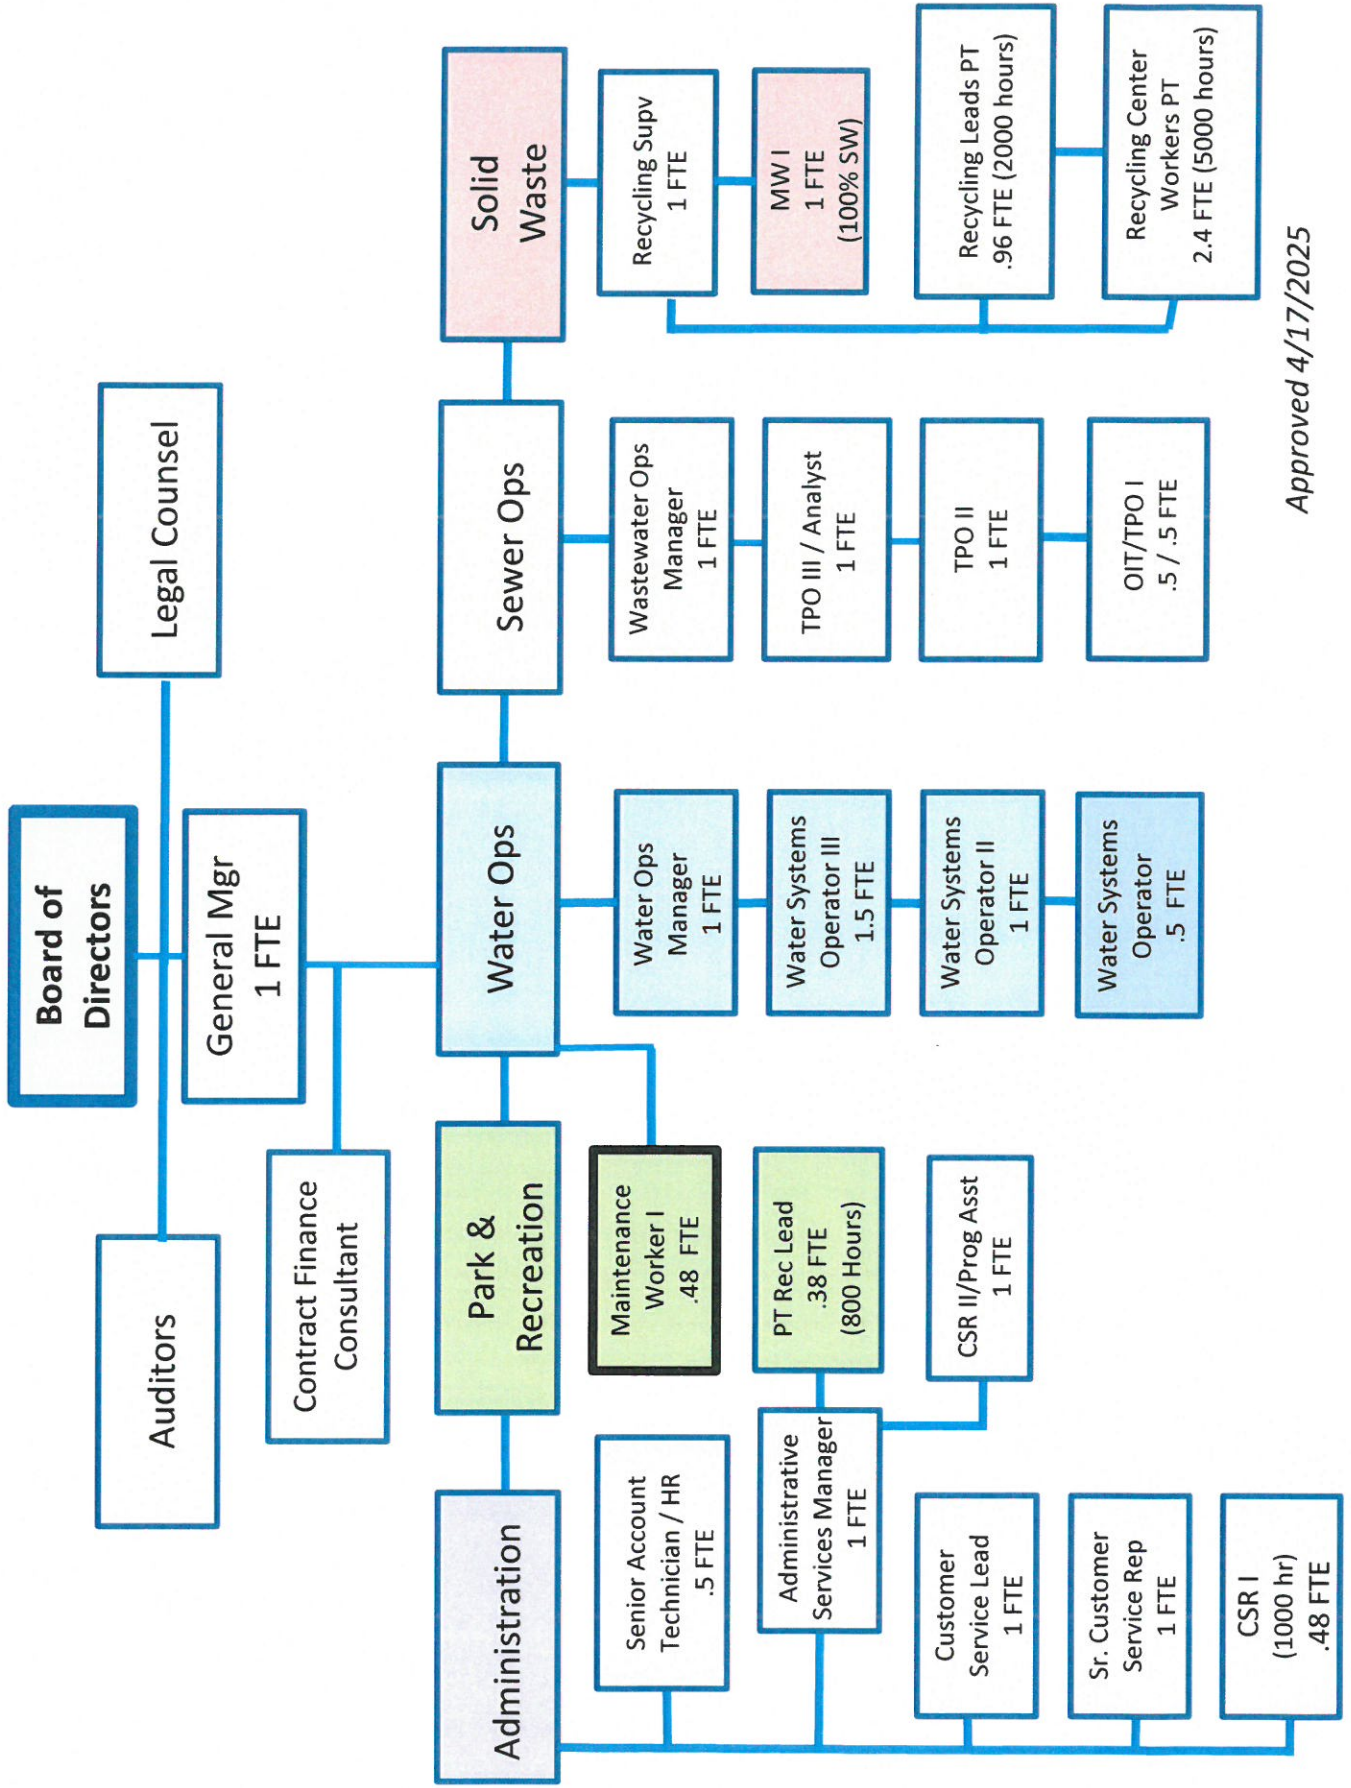 Board of
Directors
Auditors
Legal Counsel
General Mgr
1 FTE
Contract Finance
Consultant
Administration
Park &
Recreation
Water Ops
Sewer Ops
Solid
Waste
Senior Account
Technician / HR
.5 FTE
Administrative
Services Manager
1 FTE
Customer
Service Lead
1 FTE
Sr. Customer
Service Rep
1 FTE
CSR I
(1000 hr)
.48 FTE
Maintenance
Worker I
.48 FTE
PT Rec Lead
.38 FTE
(800 Hours)
CSR II/Prog Asst
1 FTE
Water Ops
Manager
1 FTE
Water Systems
Operator III
1.5 FTE
Water Systems
Operator II
1 FTE
Water Systems
Operator
.5 FTE
Wastewater Ops
Manager
1 FTE
TPO III / Analyst
1 FTE
TPO II
1 FTE
OIT/TPO I
.5 / .5 FTE
Recycling Supv
1 FTE
MW I
1 FTE
(100% SW)
Recycling Leads PT
.96 FTE (2000 hours)
Recycling Center
Workers PT
2.4 FTE (5000 hours)
Approved 4/17/2025